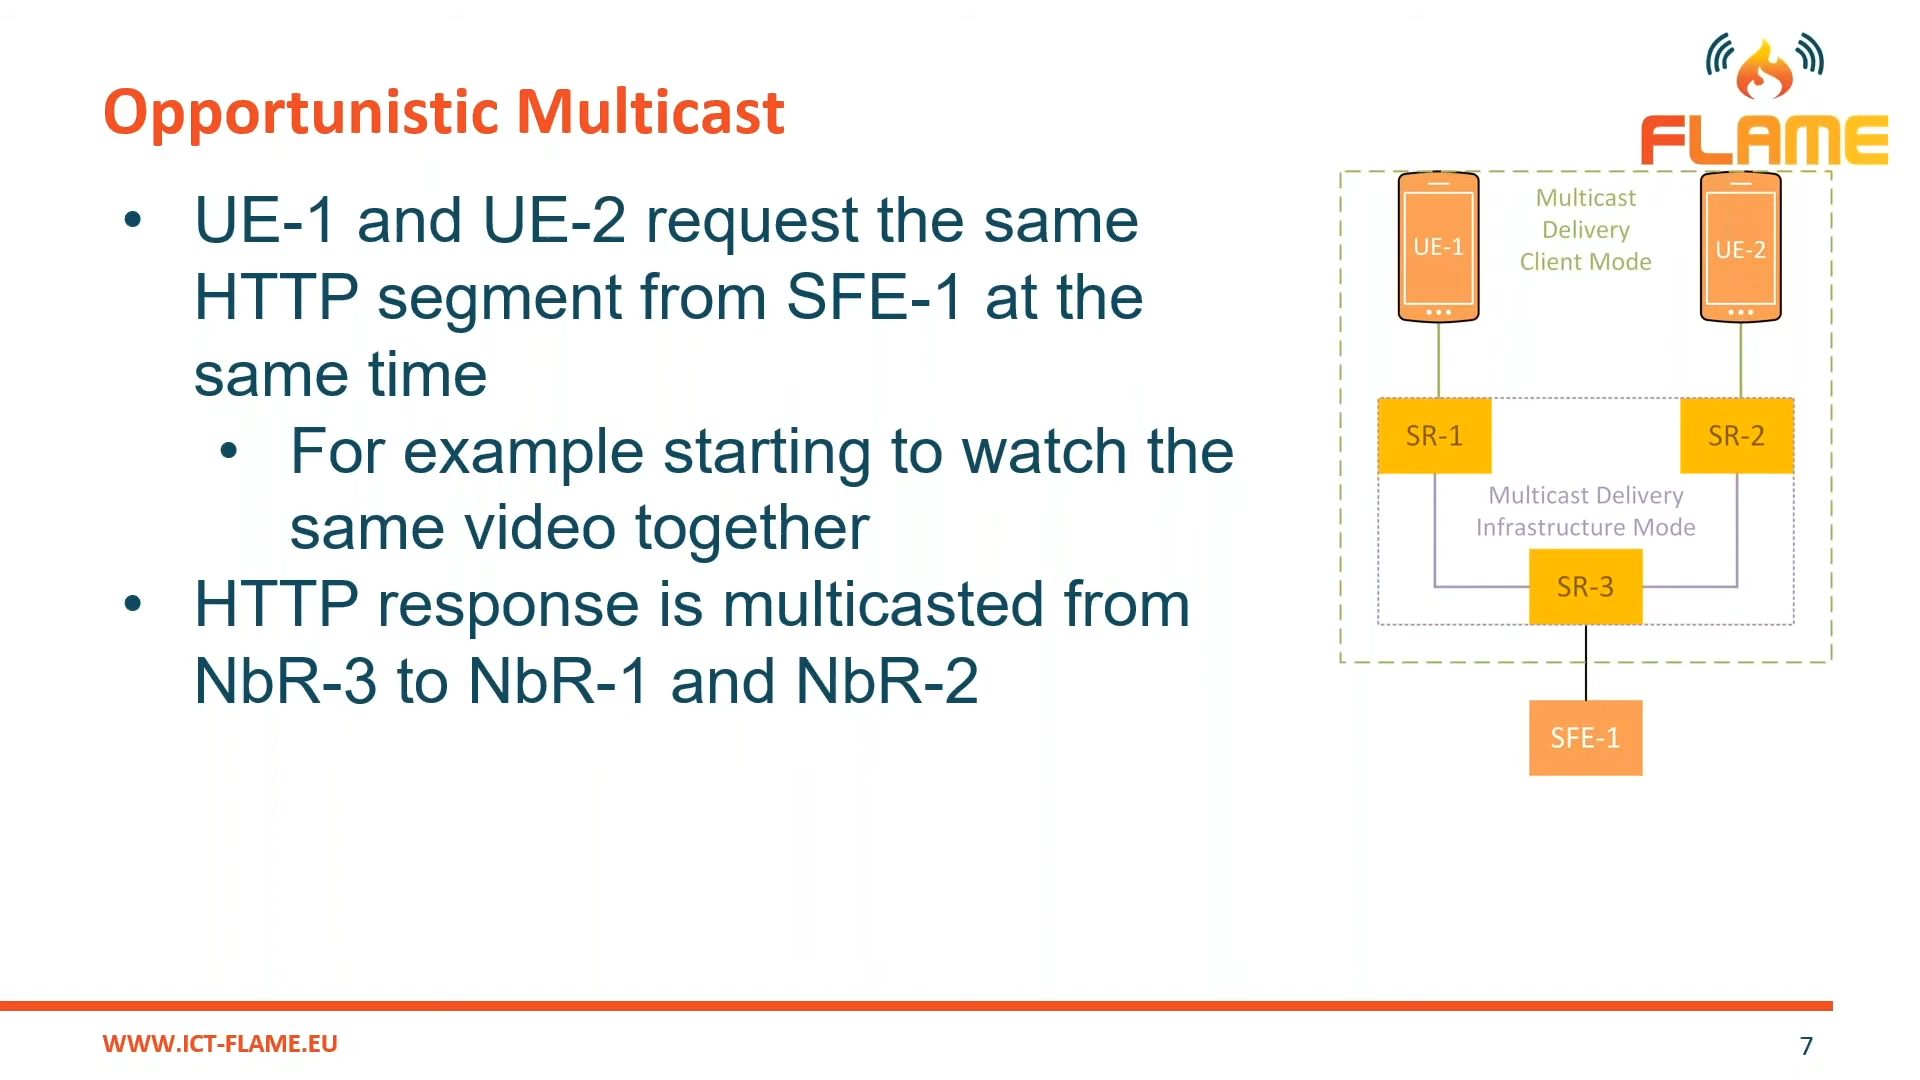 FLAME
Opportunistic Multicast
• UE-1 and UE-2 request the same
HTTP segment from SFE-1 at the
same time
• For example starting to watch the
same video together
• HTTP response is multicasted from
NbR-3 to NbR-1 and NbR-2
Multicast
Delivery
Client Mode
UE-1
UE-2
SR-1
SR-2
Multicast Delivery
Infrastructure Mode
SR-3
SFE-1
WWW.ICT-FLAME.EU
7